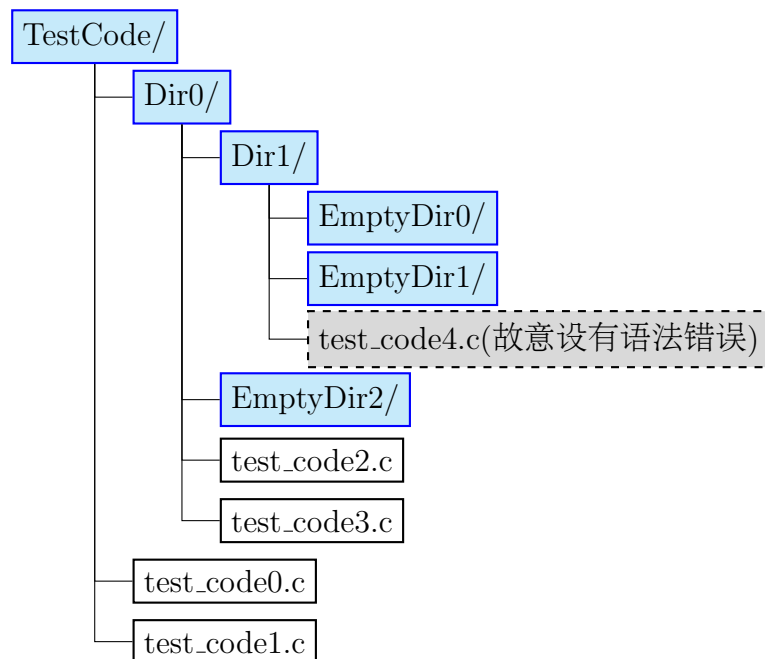 TestCode/
Dir0/
Dir1/
EmptyDir0/
EmptyDir1/
test_code4.c(故意设有语法错误)
EmptyDir2/
test_code2.c
test_code3.c
test_code0.c
test_code1.c